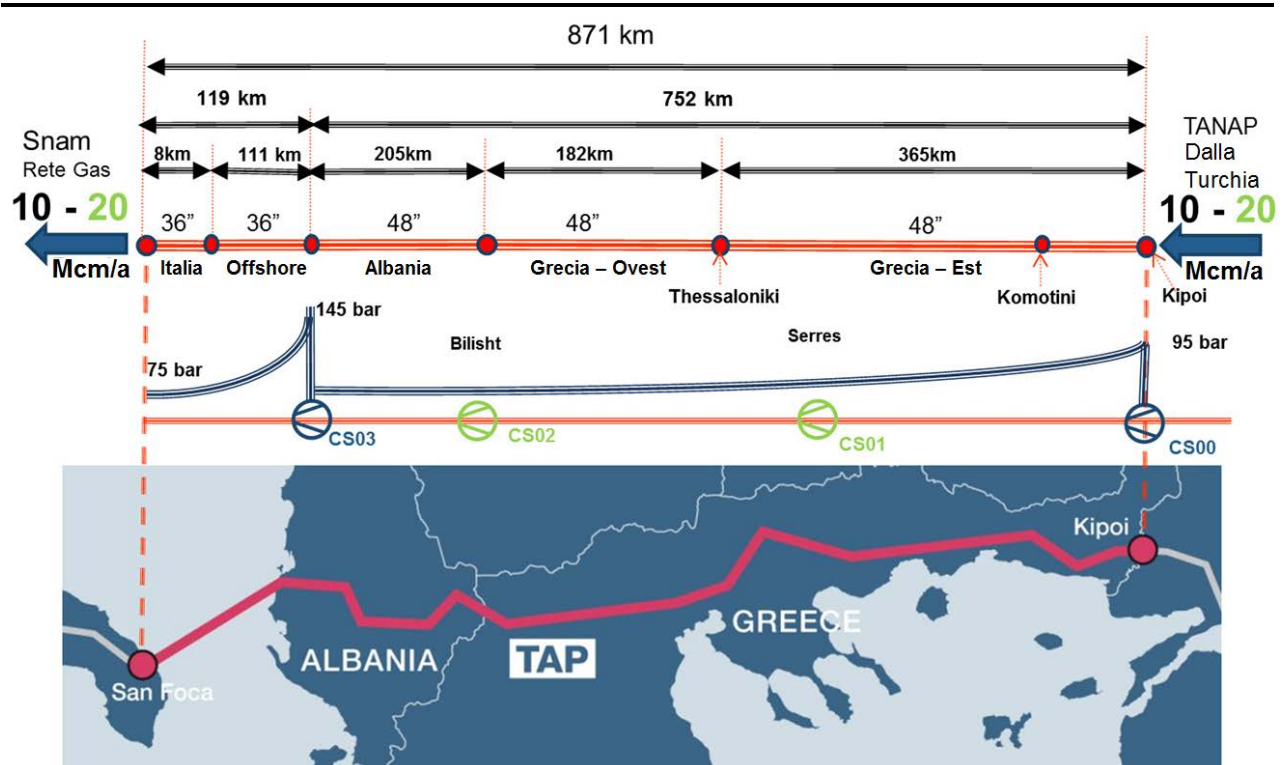 871 km
119 km
752 km
Snam
Rete Gas
8km
111 km
205km
182km
365km
TANAP
Dalla
Turchia
10 - 20
36”
36”
48”
48”
48”
10 - 20
Mcm/a
Italia
Offshore
Albania
Grecia – Ovest
Grecia – Est
Mcm/a
Thessaloniki
Komotini
Kipoi
145 bar
75 bar
Bilisht
Serres
95 bar
CS03
CS02
CS01
CS00
Kipoi
GREECE
ALBANIA
TAP
San Foca